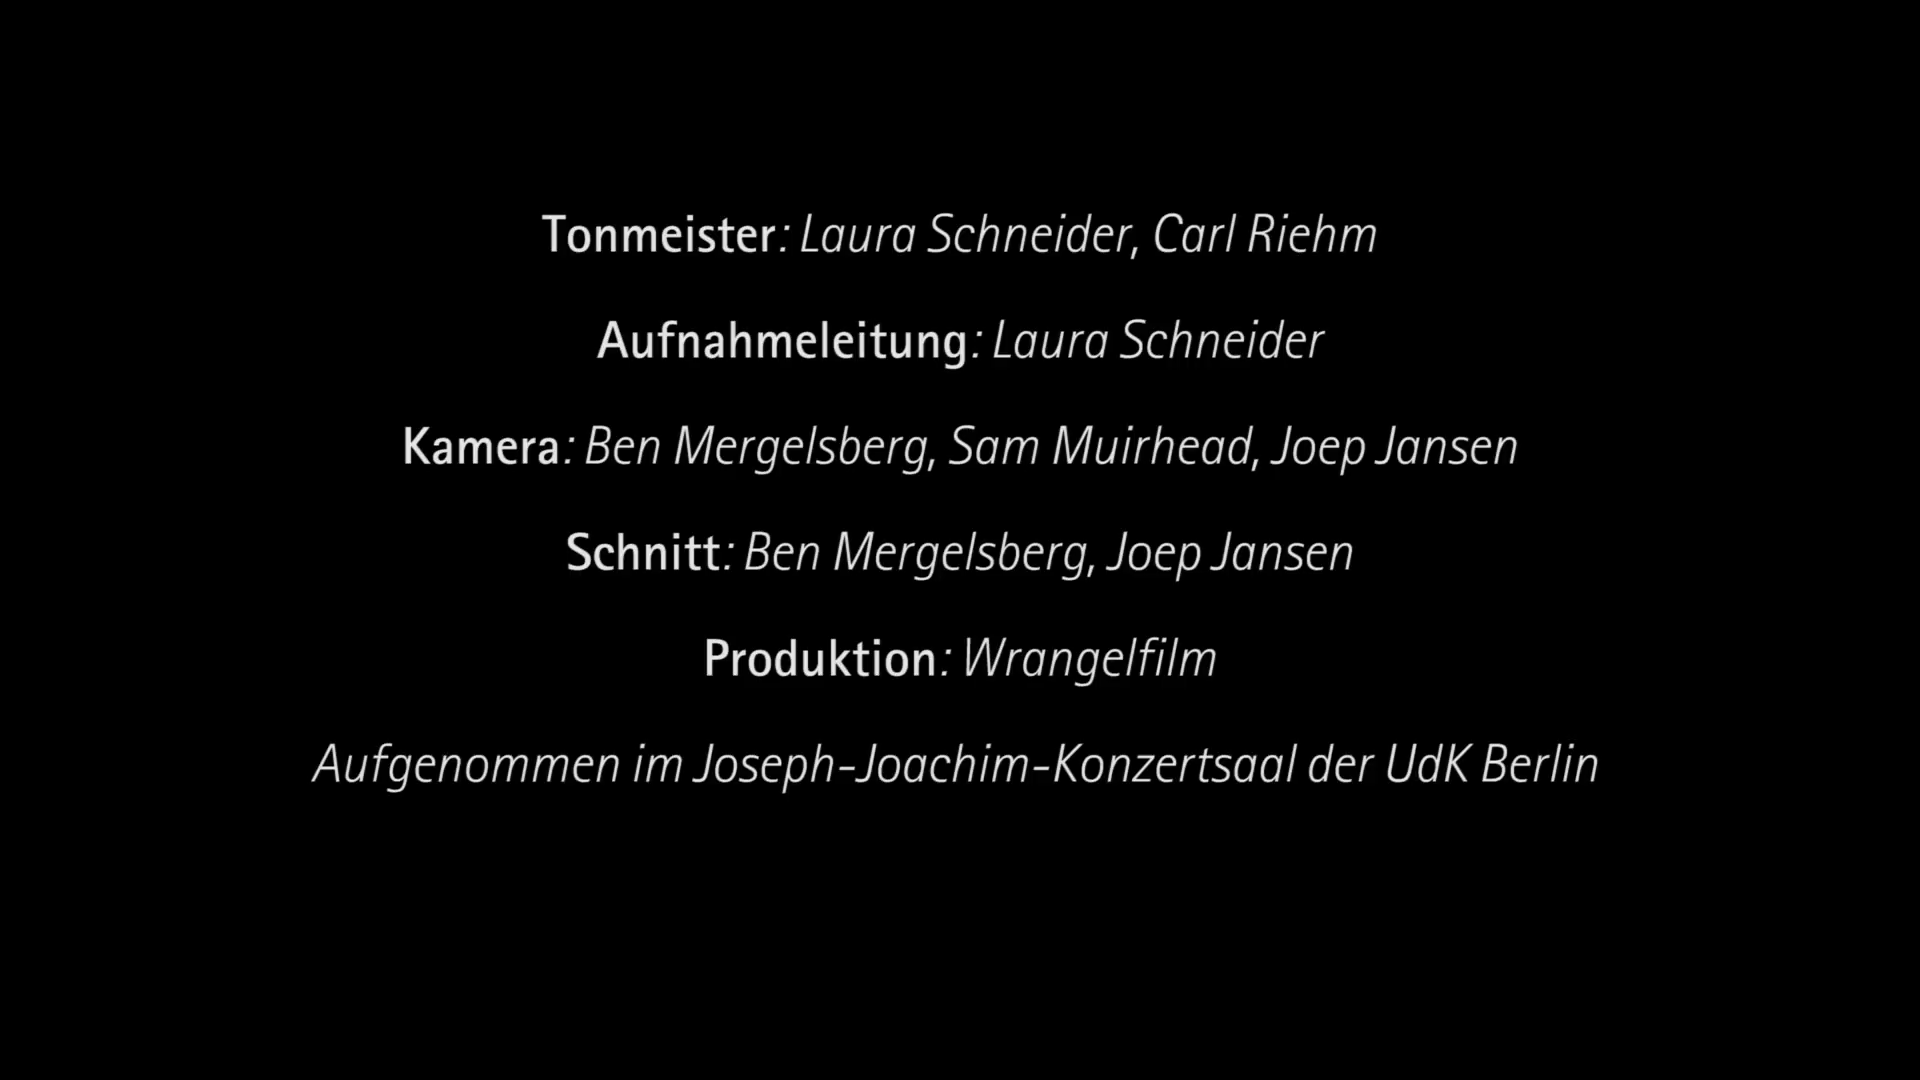 Tonmeister: Laura Schneider, Carl Riehm
Aufnahmeleitung: Laura Schneider
Kamera: Ben Mergelsberg, Sam Muirhead, Joep Jansen
Schnitt: Ben Mergelsberg, Joep Jansen
Produktion: Wrangelfilm
Aufgenommen im Joseph-Joachim-Konzertsaal der UdK Berlin